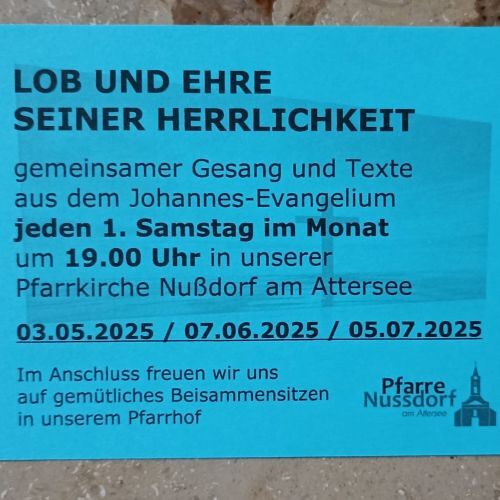 LOB UND EHRE
SEINER HERRLICHKEIT
gemeinsamer Gesang und Texte
aus dem Johannes-Evangelium
jeden 1. Samstag im Monat
um 19.00 Uhr in unserer
Pfarrkirche Nußdorf am Attersee
03.05.2025 / 07.06.2025 / 05.07.2025
Im Anschluss freuen wir uns
auf gemütliches Beisammensitzen
in unserem Pfarrhof
Pfarre
Nussdorf
am Attersee